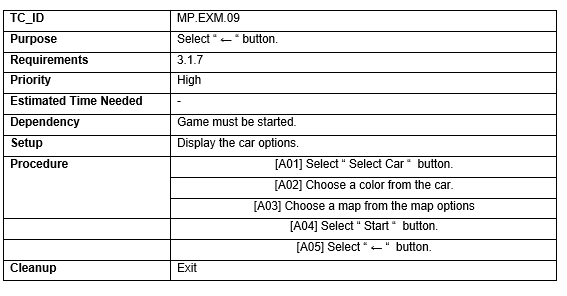 TC_ID MP.EXM.09
Purpose Select “ ← “ button.
Requirements 3.1.7
Priority High
Estimated Time Needed -
Dependency Game must be started.
Setup Display the car options.
Procedure [A01] Select “ Select Car “ button.
[A02] Choose a color from the car.
[A03] Choose a map from the map options
[A04] Select “ Start “ button.
[A05] Select “ ← “ button.
Cleanup Exit